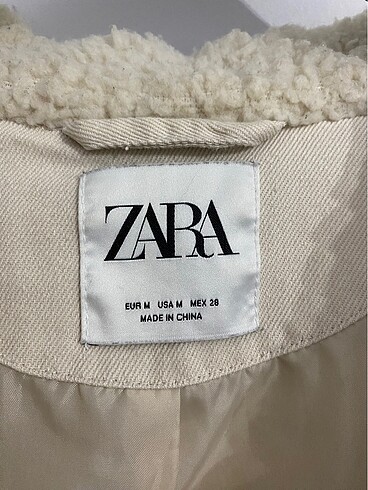 ZARA
EUR M USA M MEX 28
MADE IN CHINA